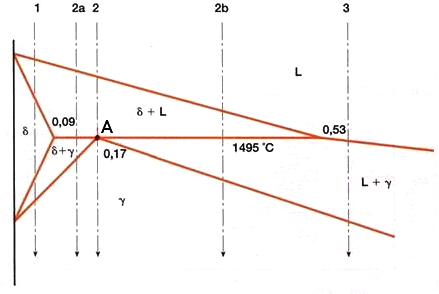 1 2a 2 2b 3
L
δ + L
0,09 A 0,53
δ
δ+γ 0,17 1495 °C
L + γ
γ